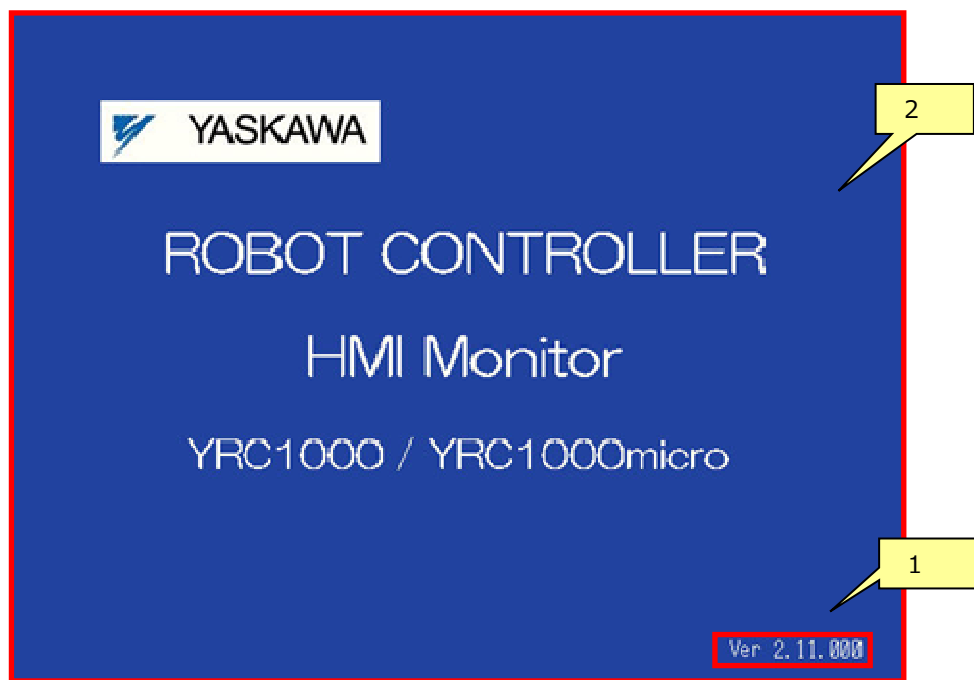 YASKAWA
2
ROBOT CONTROLLER
HMI Monitor
YRC1000 / YRC1000micro
1
Ver 2.11.000